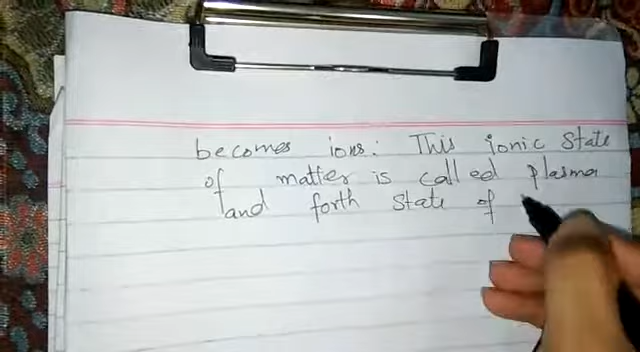 becomes ions. This ionic state
of matter is called plasma
and forth state of